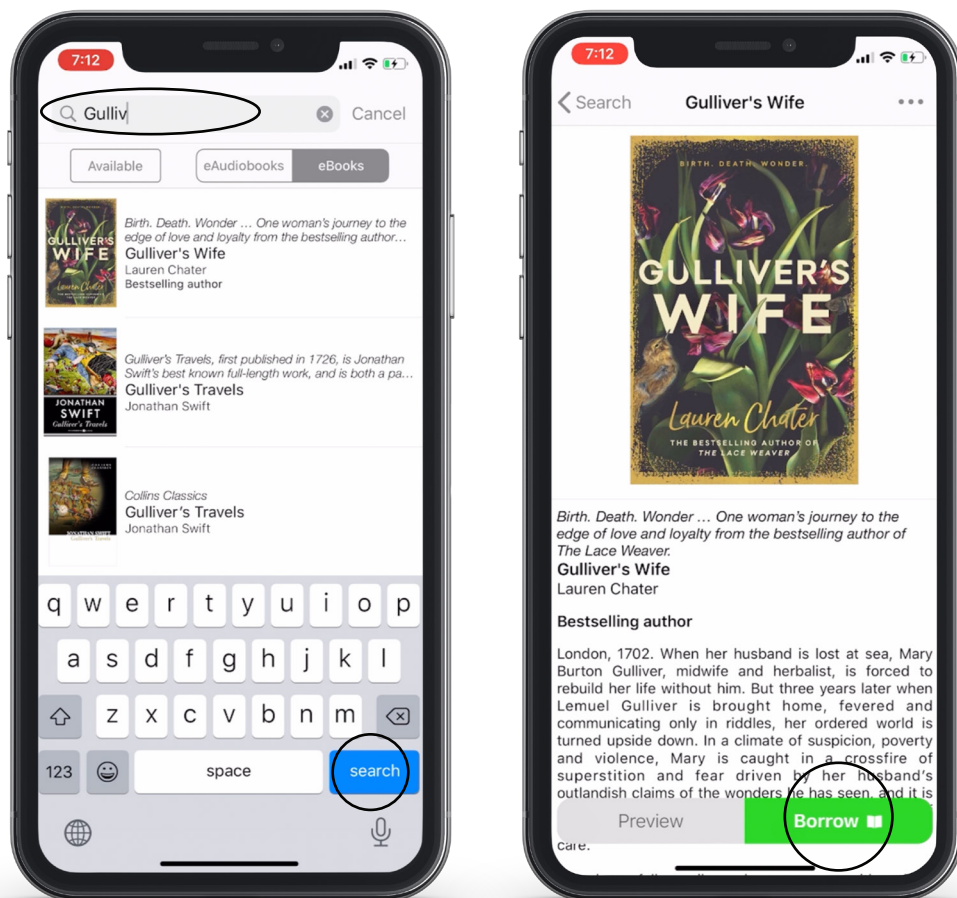 7:12
Gulliv
Cancel
Available
eAudiobooks
eBooks
GULLIVER'S
WIFE
Lauren Chater
Birth. Death. Wonder ... One woman's journey to the
edge of love and loyalty from the bestselling author...
Gulliver's Wife
Lauren Chater
Bestselling author
JONATHAN
SWIFT
Gulliver's Travels
Gulliver's Travels, first published in 1726, is Jonathan
Swift's best known full-length work, and is both a pa...
Gulliver's Travels
Jonathan Swift
JONATHAN SWIFT
Gulliver's Travels
Collins Classics
Gulliver's Travels
Jonathan Swift
q w e r t y u i o p
a s d f g h j k l
z x c v b n m
123
space
search
7:12
Search
Gulliver's Wife
BIRTH. DEATH. WONDER.
GULLIVER'S
WIFE
Lauren Chater
THE BESTSELLING AUTHOR OF
THE LACE WEAVER
Birth. Death. Wonder ... One woman's journey to the
edge of love and loyalty from the bestselling author of
The Lace Weaver.
Gulliver's Wife
Lauren Chater
Bestselling author
London, 1702. When her husband is lost at sea, Mary
Burton Gulliver, midwife and herbalist, is forced to
rebuild her life without him. But three years later when
Lemuel Gulliver is brought home, fevered and
communicating only in riddles, her ordered world is
turned upside down. In a climate of suspicion, poverty
and violence, Mary is caught in a crossfire of
superstition and fear driven by her husband's
outlandish claims of the wonders he has seen, and it is
Preview
Borrow
care.